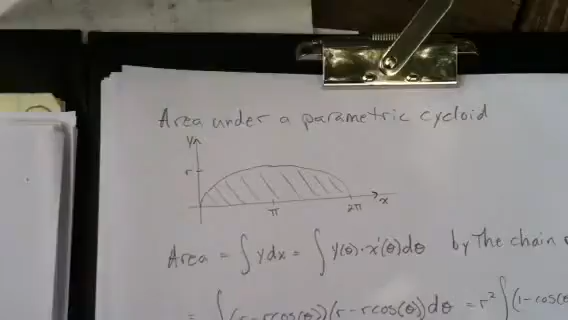 Area under a parametric cycloid
y
r
π 2π x
Area = ∫ y dx = ∫ y(θ)·x'(θ)dθ by the chain
= ∫(r-rcos(θ))(r-rcos(θ))dθ = r² ∫(1-cos(θ